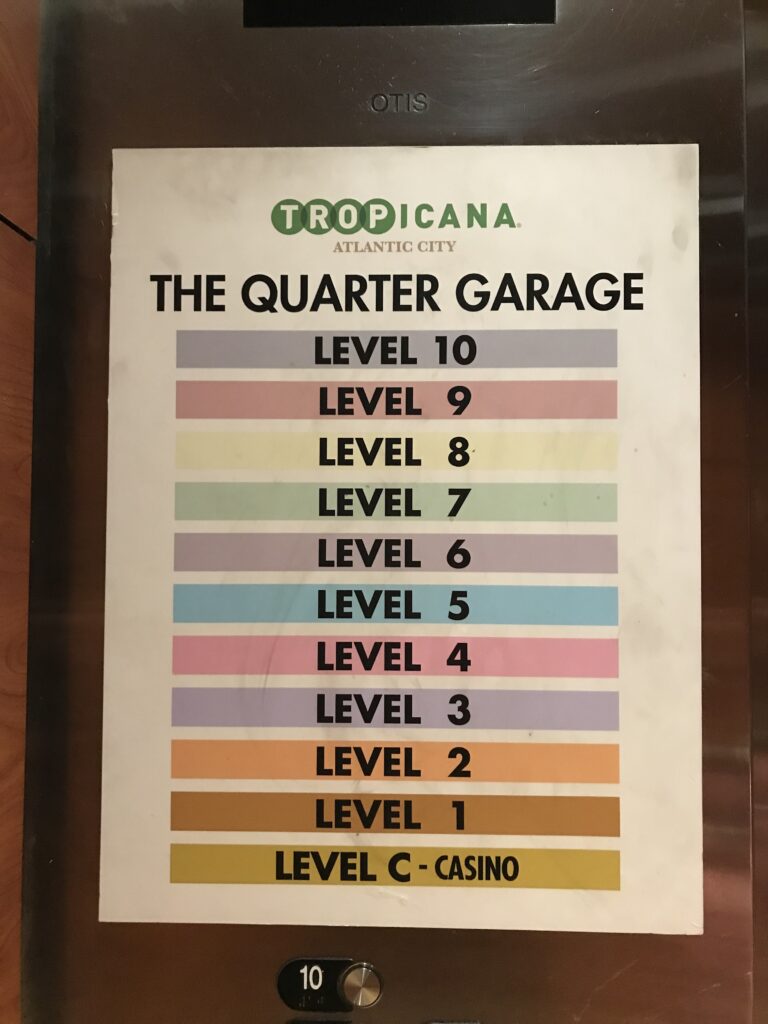 OTIS
TROPICANA®
ATLANTIC CITY
THE QUARTER GARAGE
LEVEL 10
LEVEL 9
LEVEL 8
LEVEL 7
LEVEL 6
LEVEL 5
LEVEL 4
LEVEL 3
LEVEL 2
LEVEL 1
LEVEL C - CASINO
10